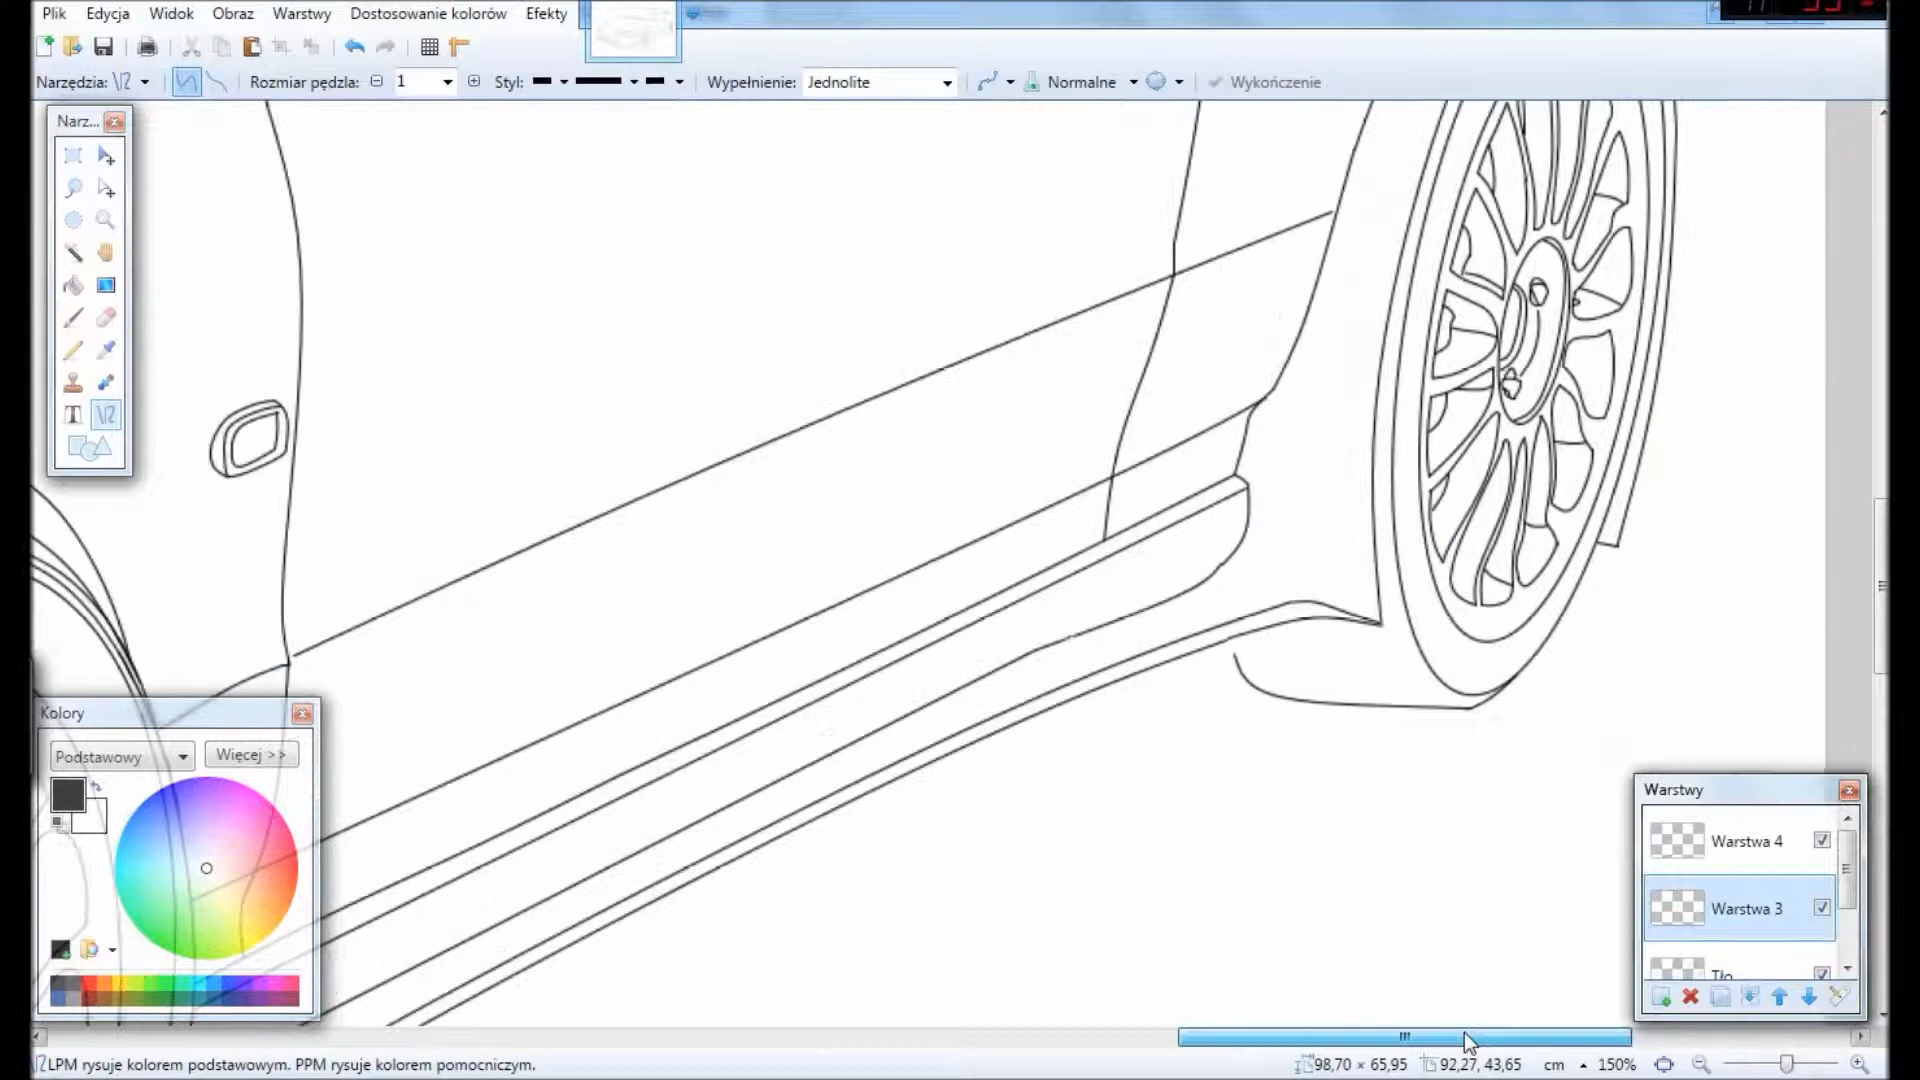 Plik Edycja Widok Obraz Warstwy Dostosowanie kolorów Efekty
Narzędzia: Rozmiar pędzla: 1 Styl: Wypełnienie: Jednolite Normalne Wykończenie
Narz...
Kolory
Podstawowy Więcej >>
Warstwy
Warstwa 4
Warstwa 3
Tło
LPM rysuje kolorem podstawowym. PPM rysuje kolorem pomocniczym. 98,70 × 65,95 92,27, 43,65 cm 150%